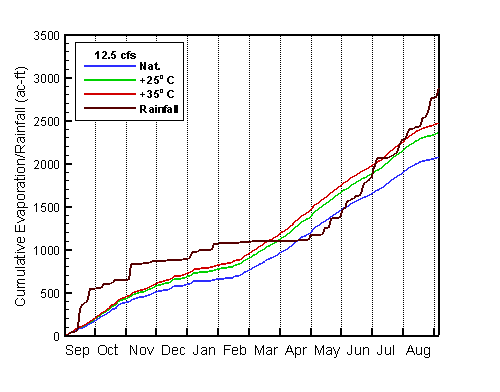 3500
3000
2500
2000
1500
1000
500
0
Cumulative Evaporation/Rainfall (ac-ft)
12.5 cfs
Nat.
+25° C
+35° C
Rainfall
Sep Oct Nov Dec Jan Feb Mar Apr May Jun Jul Aug